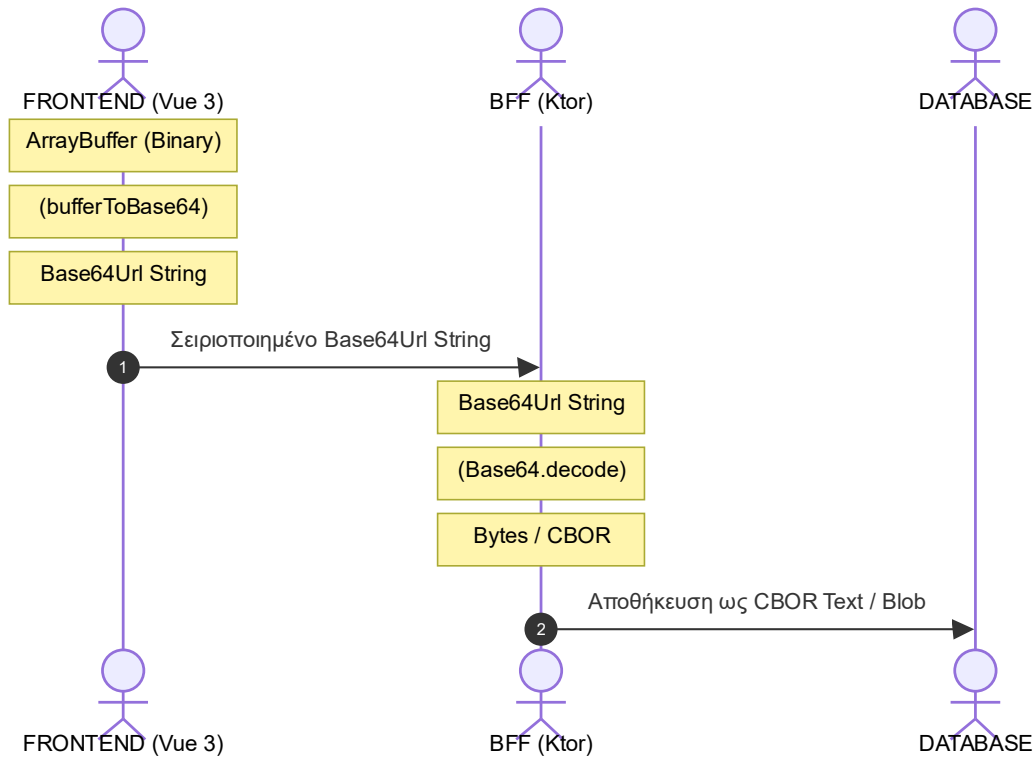 FRONTEND (Vue 3)
BFF (Ktor)
DATABASE
ArrayBuffer (Binary)
(bufferToBase64)
Base64Url String
Σειριοποιημένο Base64Url String
1
Base64Url String
(Base64.decode)
Bytes / CBOR
Αποθήκευση ως CBOR Text / Blob
2
FRONTEND (Vue 3)
BFF (Ktor)
DATABASE